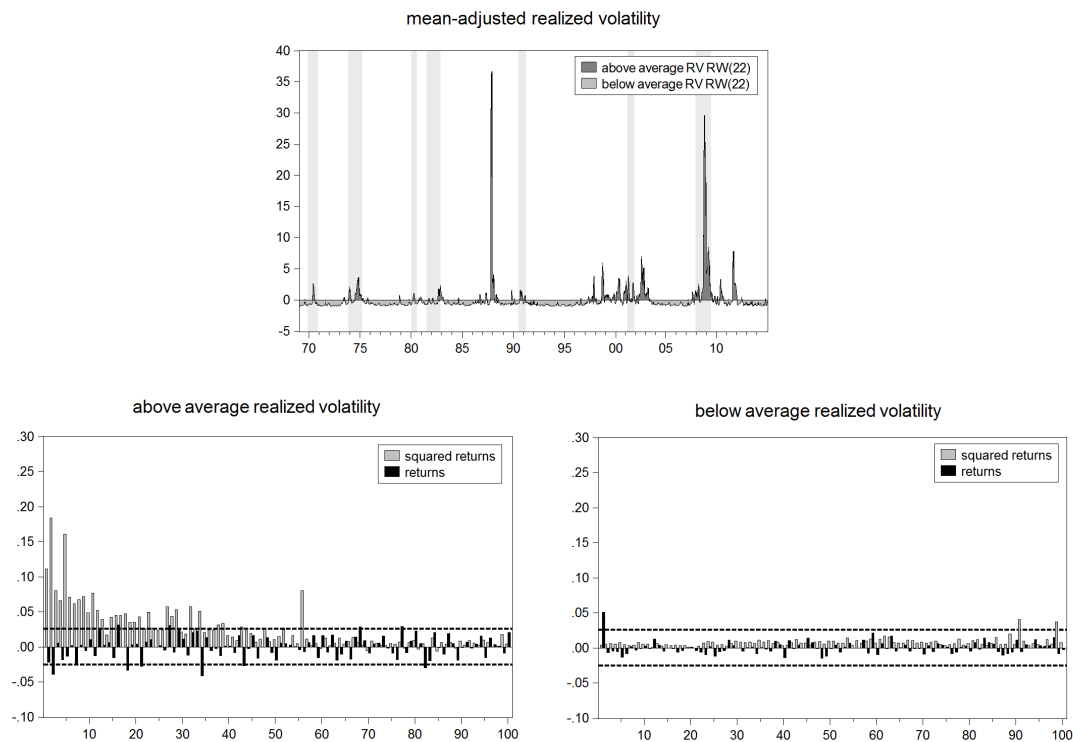 mean-adjusted realized volatility
40
35
30
25
20
15
10
5
0
-5
above average RV RW(22)
below average RV RW(22)
70 75 80 85 90 95 00 05 10
above average realized volatility
.30
.25
.20
.15
.10
.05
.00
-.05
-.10
squared returns
returns
10 20 30 40 50 60 70 80 90 100
below average realized volatility
.30
.25
.20
.15
.10
.05
.00
-.05
-.10
squared returns
returns
10 20 30 40 50 60 70 80 90 100